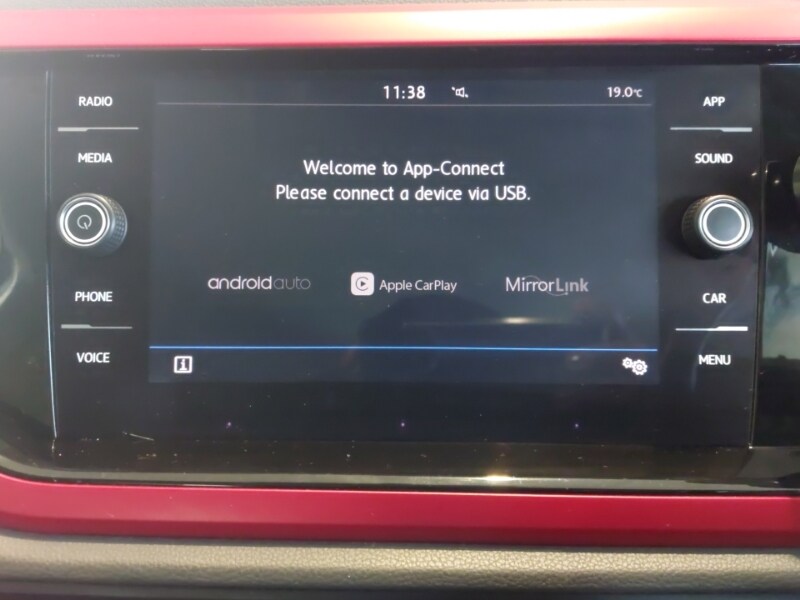 RADIO
MEDIA
PHONE
VOICE
11:38 19.0°C
Welcome to App-Connect
Please connect a device via USB.
androidauto Apple CarPlay MirrorLink
i
APP
SOUND
CAR
MENU